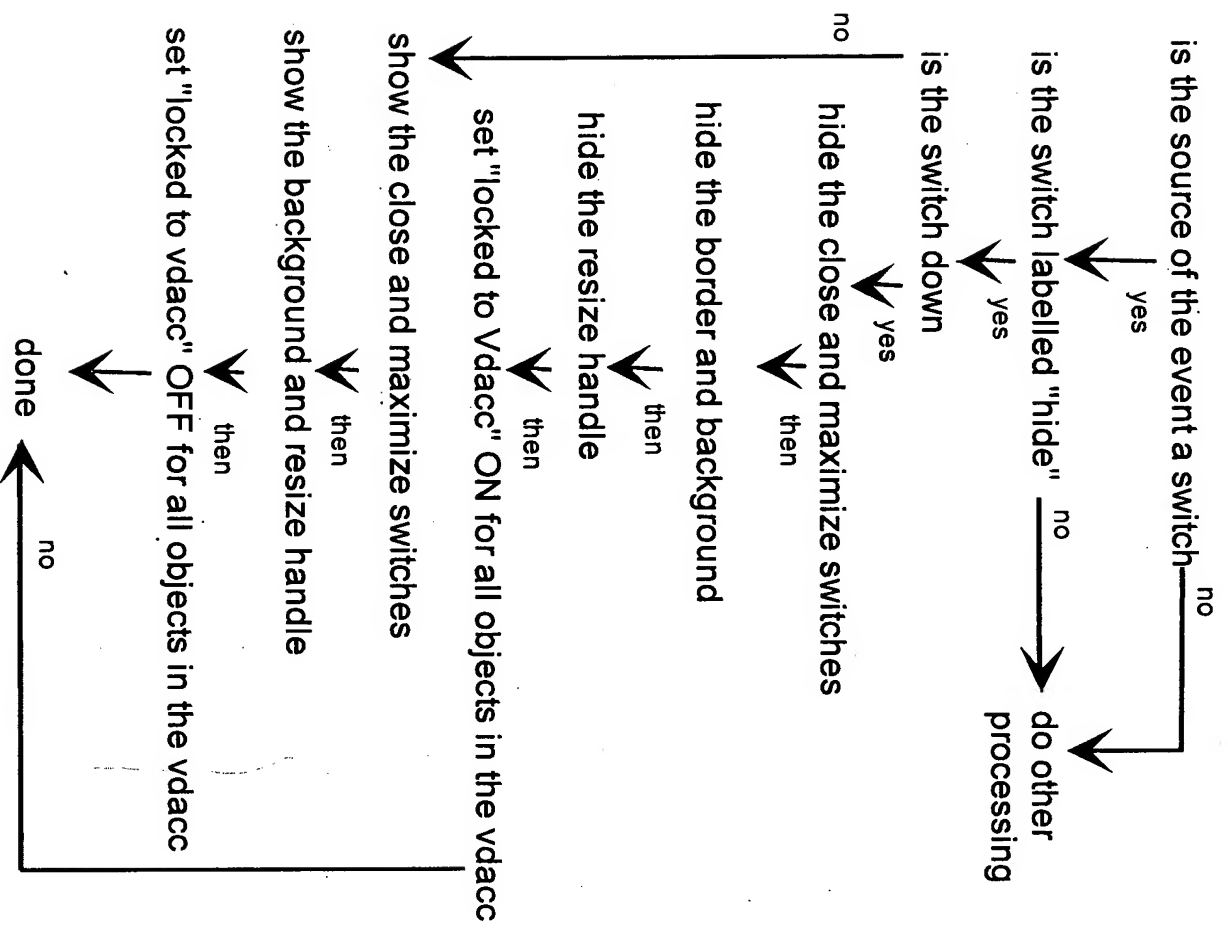 is the source of the event a switch
no
yes
is the switch labelled "hide"
no
do other
processing
yes
is the switch down
no
yes
hide the close and maximize switches
then
hide the border and background
then
hide the resize handle
then
set "locked to Vdacc" ON for all objects in the vdacc
show the close and maximize switches
then
show the background and resize handle
then
set "locked to vdacc" OFF for all objects in the vdacc
no
done